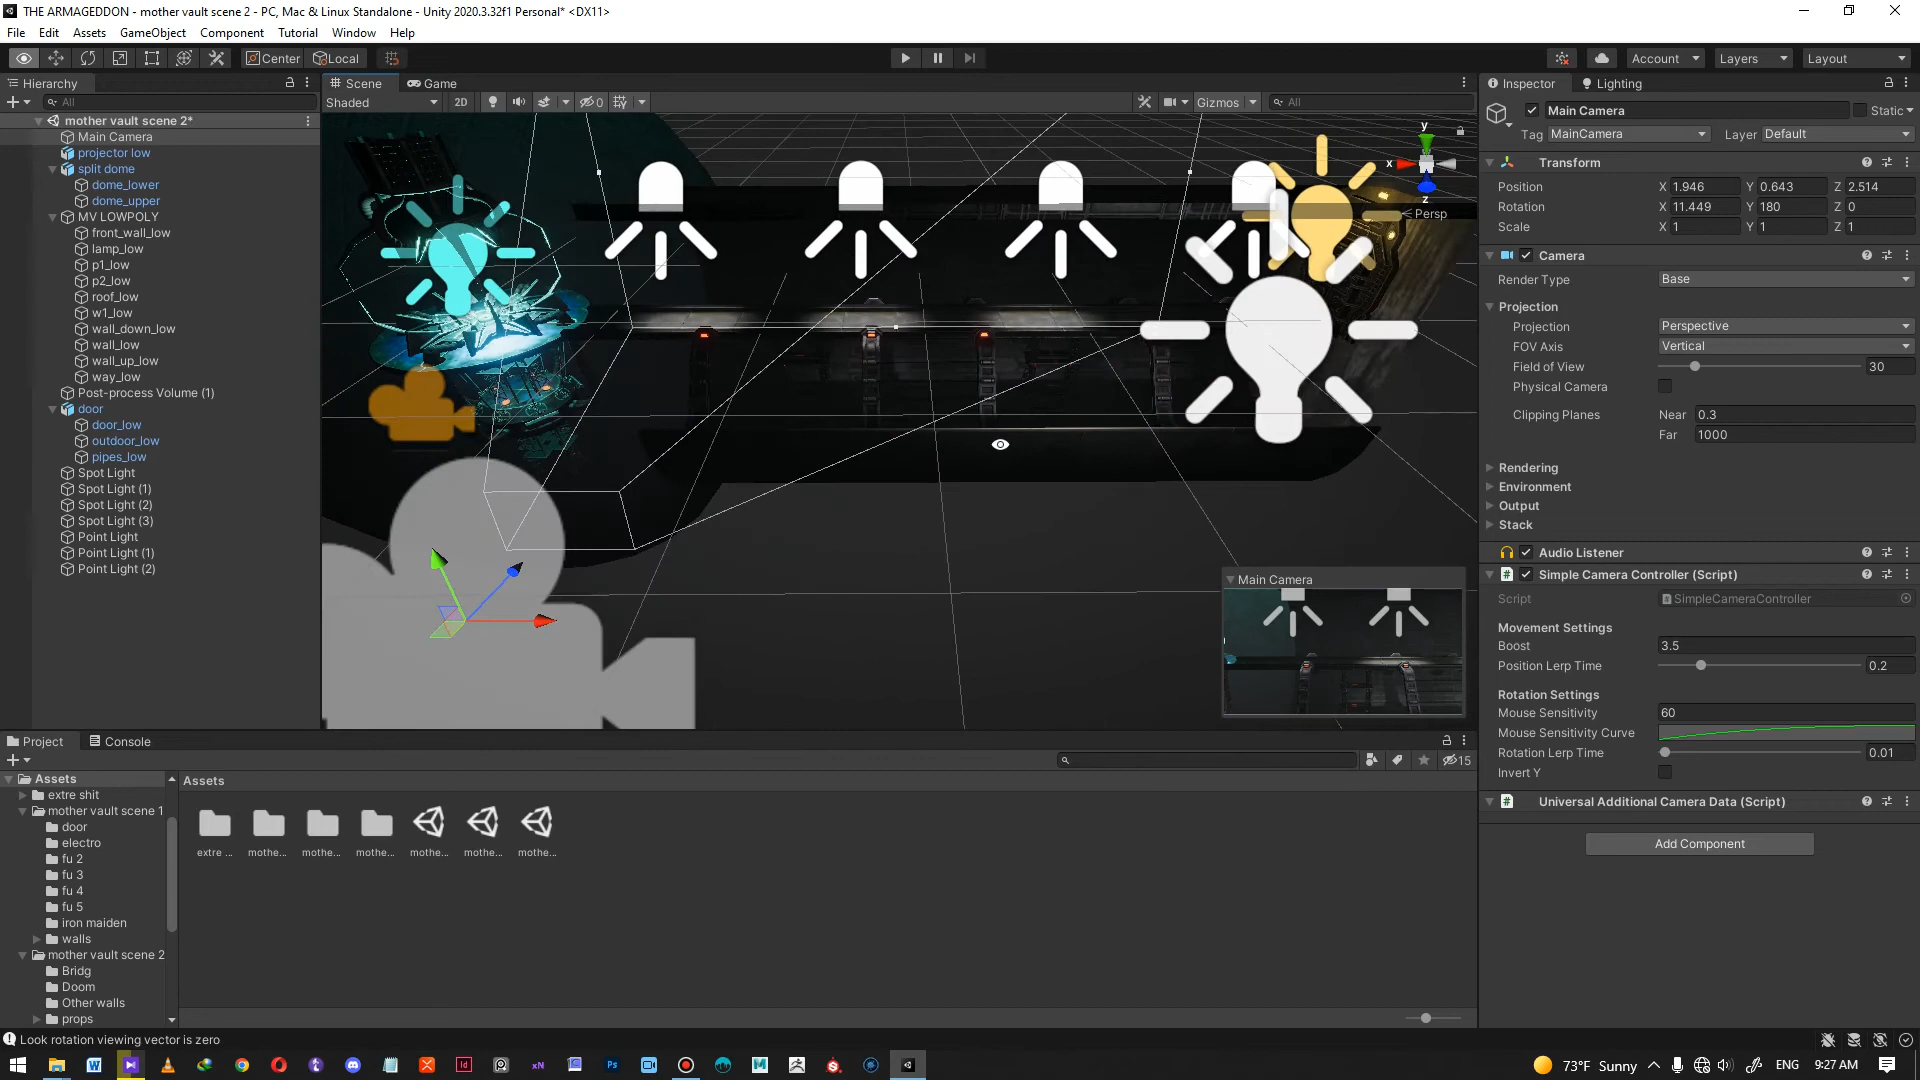 THE ARMAGEDDON - mother vault scene 2 - PC, Mac & Linux Standalone - Unity 2020.3.32f1 Personal* <DX11>
File Edit Assets GameObject Component Tutorial Window Help
Center Local Account Layers Layout
Hierarchy
All
mother vault scene 2*
Main Camera
projector low
split dome
dome_lower
dome_upper
MV LOWPOLY
front_wall_low
lamp_low
p1_low
p2_low
roof_low
w1_low
wall_down_low
wall_low
wall_up_low
way_low
Post-process Volume (1)
door
door_low
outdoor_low
pipes_low
Spot Light
Spot Light (1)
Spot Light (2)
Spot Light (3)
Point Light
Point Light (1)
Point Light (2)
Scene Game
Shaded 2D 0 Gizmos All
y
x
z
Persp
Main Camera
Inspector Lighting
Main Camera Static
Tag MainCamera Layer Default
Transform
Position X 1.946 Y 0.643 Z 2.514
Rotation X 11.449 Y 180 Z 0
Scale X 1 Y 1 Z 1
Camera
Render Type Base
Projection
Projection Perspective
FOV Axis Vertical
Field of View 30
Physical Camera
Clipping Planes Near 0.3
Far 1000
Rendering
Environment
Output
Stack
Audio Listener
Simple Camera Controller (Script)
Script SimpleCameraController
Movement Settings
Boost 3.5
Position Lerp Time 0.2
Rotation Settings
Mouse Sensitivity 60
Mouse Sensitivity Curve
Rotation Lerp Time 0.01
Invert Y
Universal Additional Camera Data (Script)
Add Component
Project Console
15
Assets
extre shit
mother vault scene 1
door
electro
fu 2
fu 3
fu 4
fu 5
iron maiden
walls
mother vault scene 2
Bridg
Doom
Other walls
props
Assets
extre ... mothe... mothe... mothe... mothe... mothe... mothe...
Look rotation viewing vector is zero
W Id xN Ps M
73°F Sunny ENG 9:27 AM